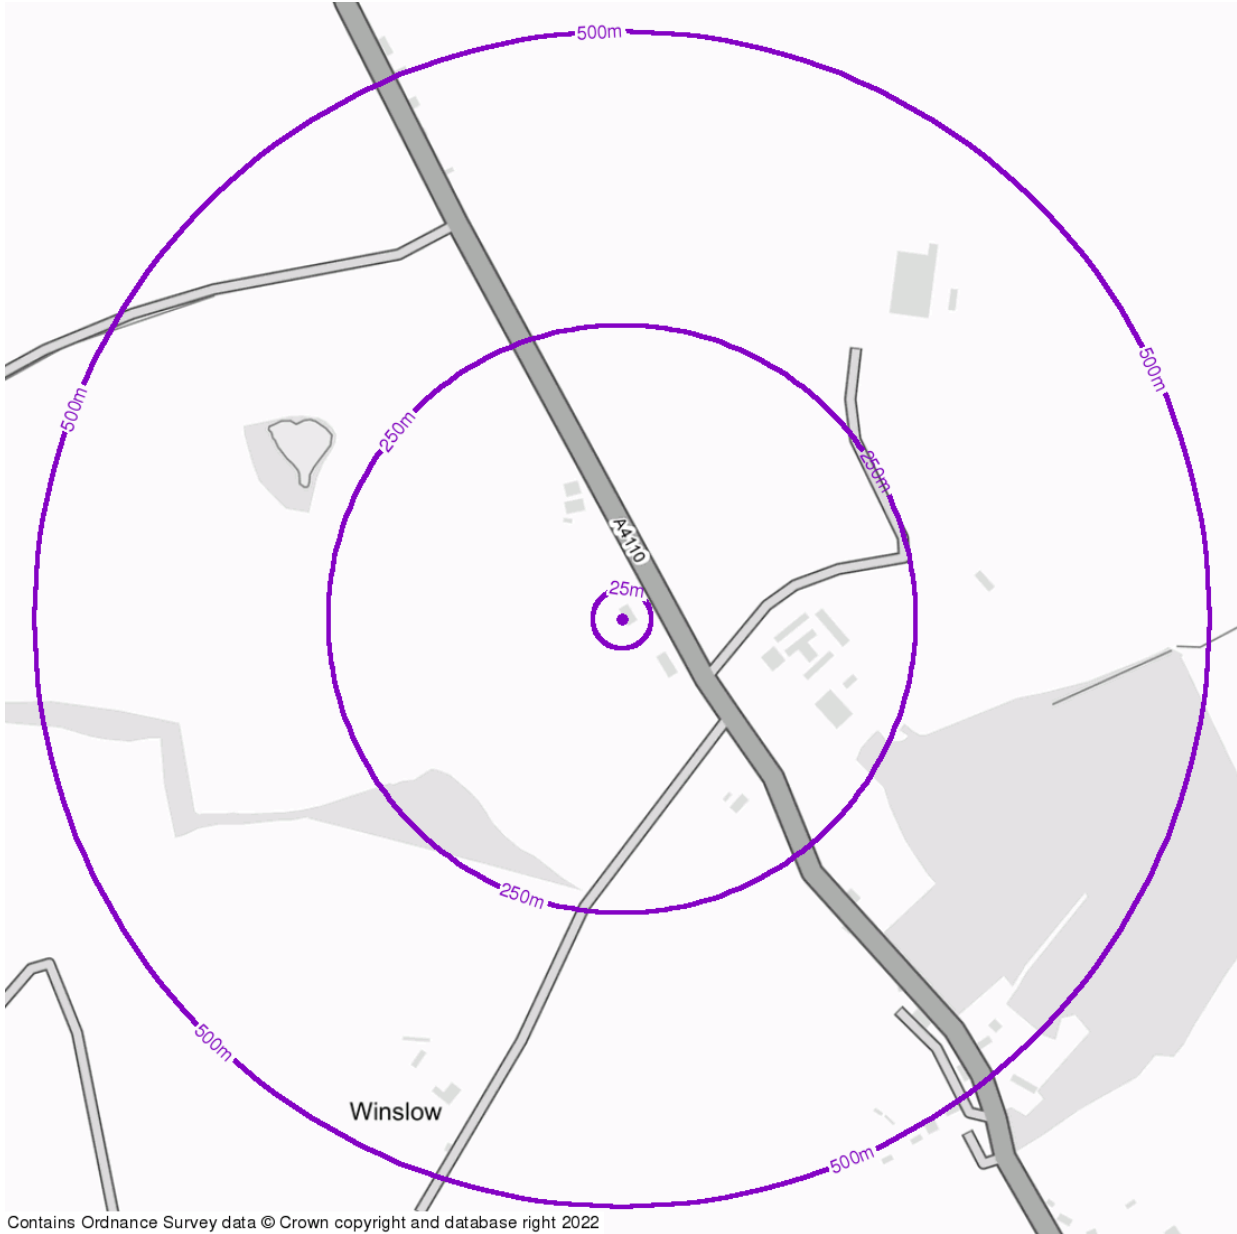 500m
500m
500m
250m
250m
A4110
25m
250m
500m
Winslow
500m
Contains Ordnance Survey data © Crown copyright and database right 2022